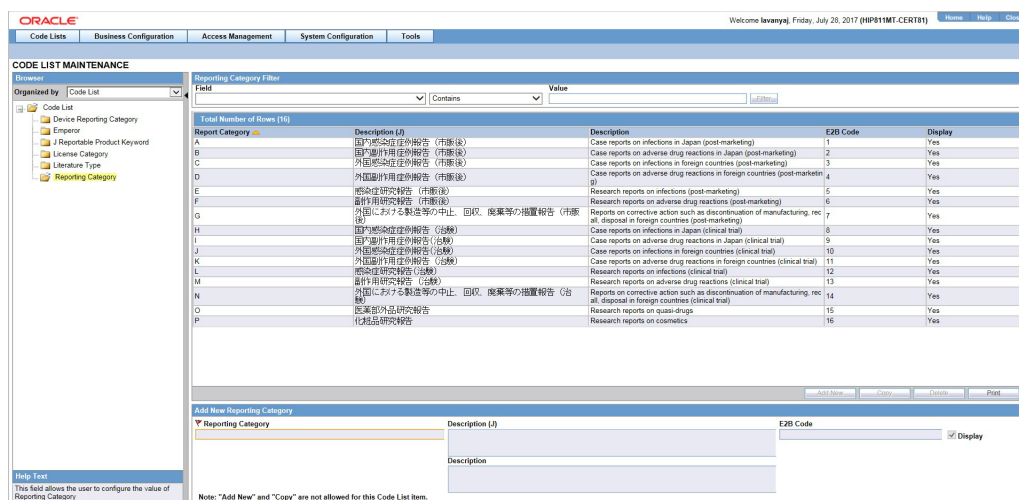 ORACLE
Welcome lavanyaj, Friday, July 28, 2017 (HIP811MT-CERT81) Home Help Clos
Code Lists Business Configuration Access Management System Configuration Tools
CODE LIST MAINTENANCE
Browser
Organized by Code List
Code List
Device Reporting Category
Emperor
J Reportable Product Keyword
License Category
Literature Type
Reporting Category
Reporting Category Filter
Field Value
Contains Filter
Total Number of Rows (16)
Report Category Description (J) Description E2B Code Display
A 国内感染症症例報告（市販後） Case reports on infections in Japan (post-marketing) 1 Yes
B 国内副作用症例報告（市販後） Case reports on adverse drug reactions in Japan (post-marketing) 2 Yes
C 外国感染症症例報告（市販後） Case reports on infections in foreign countries (post-marketing) 3 Yes
D 外国副作用症例報告（市販後） Case reports on adverse drug reactions in foreign countries (post-marketin
g) 4 Yes
E 感染症研究報告（市販後） Research reports on infections (post-marketing) 5 Yes
F 副作用研究報告（市販後） Research reports on adverse reactions (post-marketing) 6 Yes
G 外国における製造等の中止、回収、廃棄等の措置報告（市販 Reports on corrective action such as discontinuation of manufacturing, rec 7 Yes
後） all, disposal in foreign countries (post-marketing)
H 国内感染症症例報告（治験） Case reports on infections in Japan (clinical trial) 8 Yes
I 国内副作用症例報告(治験） Case reports on adverse drug reactions in Japan (clinical trial) 9 Yes
J 外国感染症症例報告(治験） Case reports on infections in foreign countries (clinical trial) 10 Yes
K 外国副作用症例報告（治験） Case reports on adverse drug reactions in foreign countries (clinical trial) 11 Yes
L 感染症研究報告(治験） Research reports on infections (clinical trial) 12 Yes
M 副作用研究報告（治験） Research reports on adverse drug reactions (clinical trial) 13 Yes
N 外国における製造等の中止、回収、廃棄等の措置報告（治 Reports on corrective action such as discontinuation of manufacturing, rec 14 Yes
験） all, disposal in foreign countries (clinical trial)
O 医薬部外品研究報告 Research reports on quasi-drugs 15 Yes
P 化粧品研究報告 Research reports on cosmetics 16 Yes
Add New Copy Delete Print
Add New Reporting Category
Reporting Category Description (J) E2B Code
Display
Description
Note: "Add New" and "Copy" are not allowed for this Code List item.
Help Text
This field allows the user to configure the value of
Reporting Category